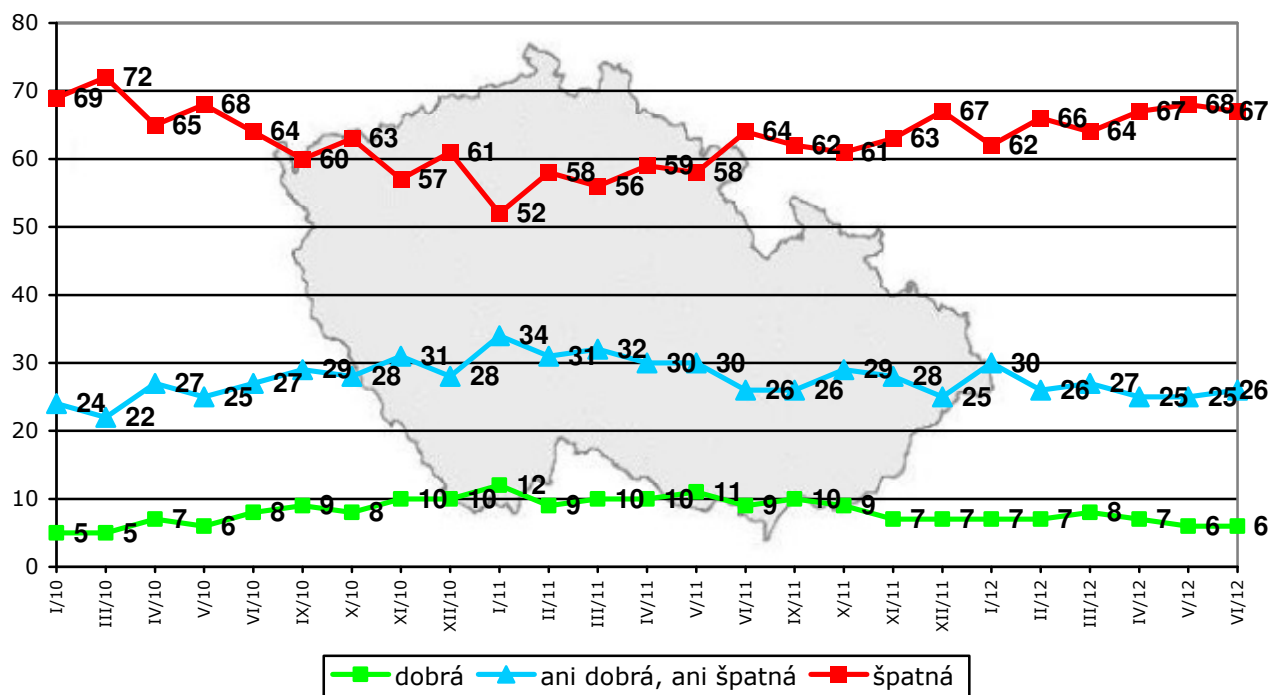 80
70
60
50
40
30
20
10
0
69 72 65 68 64 60 63 57 61 52 58 56 59 58 64 62 61 63 67 62 66 64 67 68 67
24 22 27 25 27 29 28 31 28 34 31 32 30 30 26 26 29 28 25 30 26 27 25 25 26
5 5 7 6 8 9 8 10 10 12 9 10 10 11 9 10 9 7 7 7 7 8 7 6 6
I/10 III/10 IV/10 V/10 VI/10 IX/10 X/10 XI/10 XII/10 I/11 II/11 III/11 IV/11 V/11 VI/11 IX/11 X/11 XI/11 XII/11 I/12 II/12 III/12 IV/12 V/12 VI/12
dobrá ani dobrá, ani špatná špatná